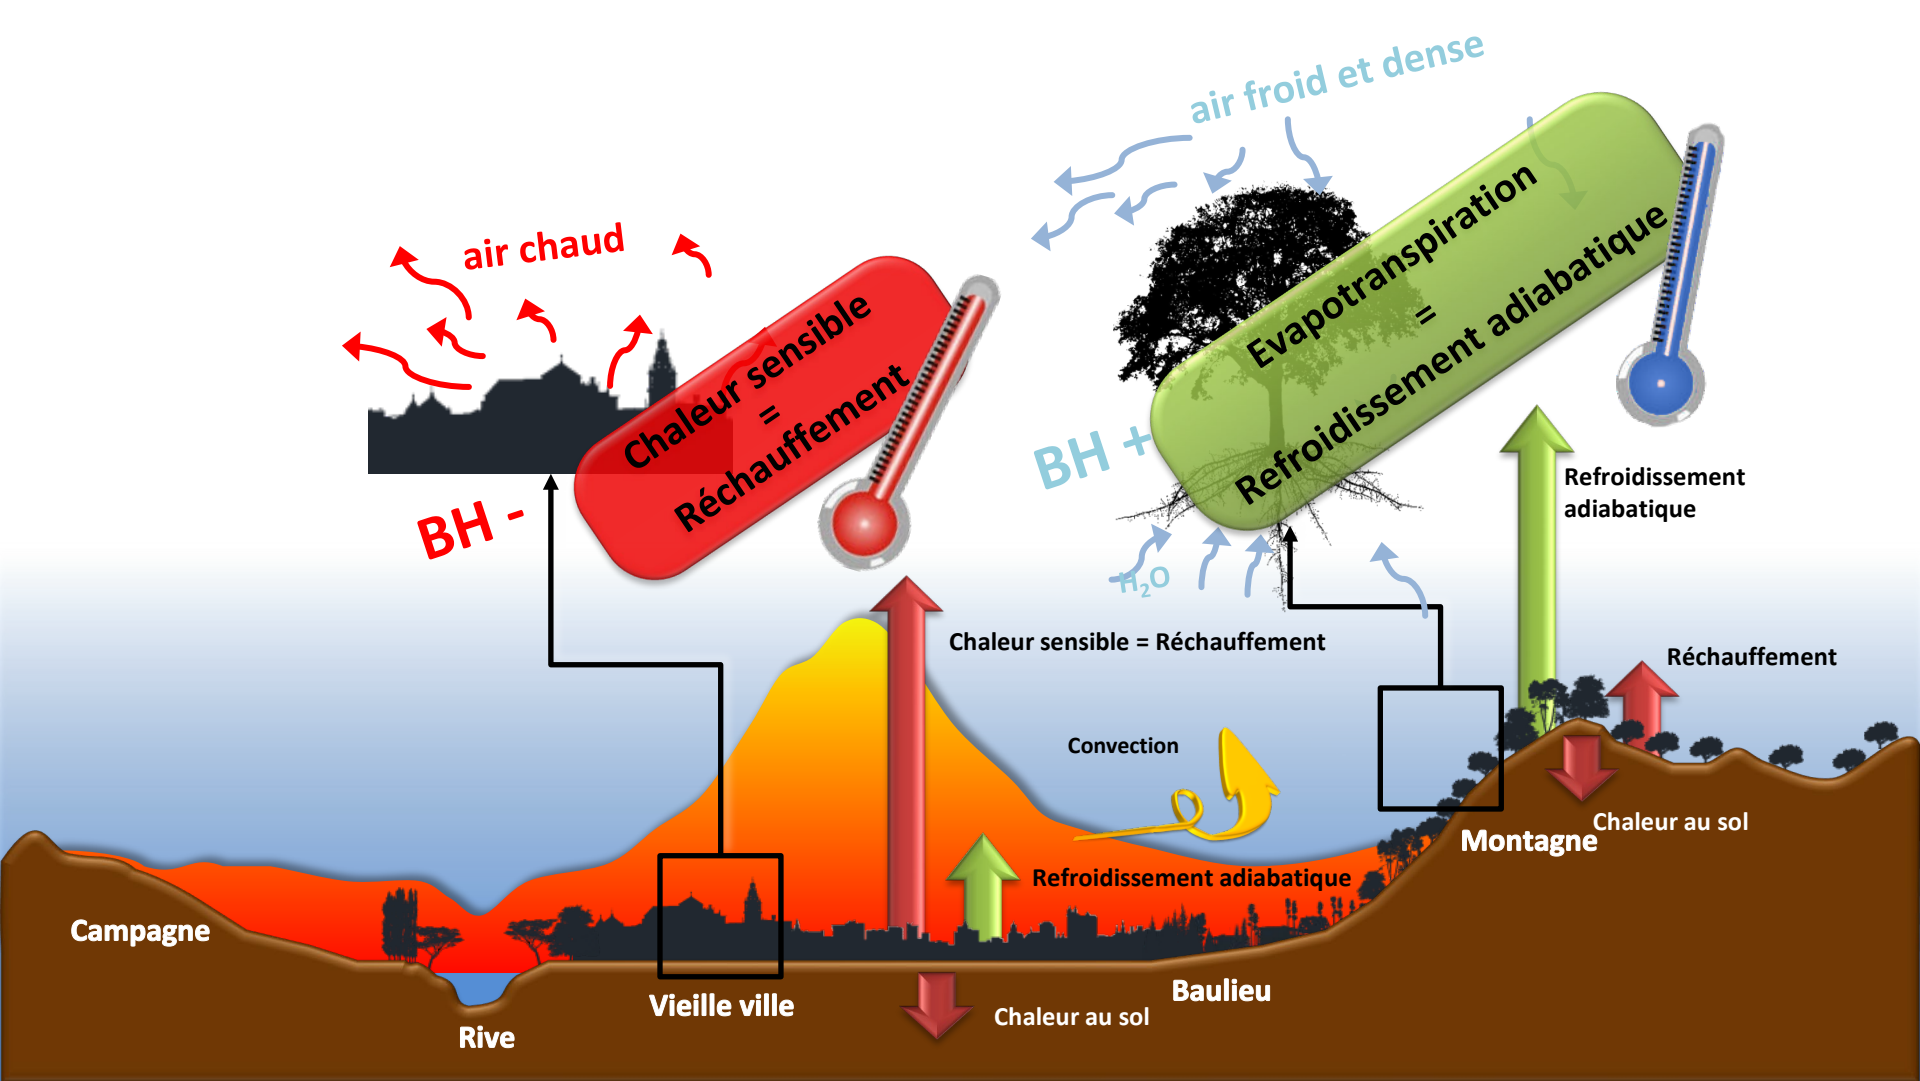 air froid et dense
air chaud
Evapotranspiration
=
Refroidissement adiabatique
Chaleur sensible
=
Réchauffement
BH -
BH +
H₂O
Refroidissement
adiabatique
Chaleur sensible = Réchauffement
Réchauffement
Convection
Chaleur au sol
Montagne
Refroidissement adiabatique
Campagne
Vieille ville
Baulieu
Chaleur au sol
Rive